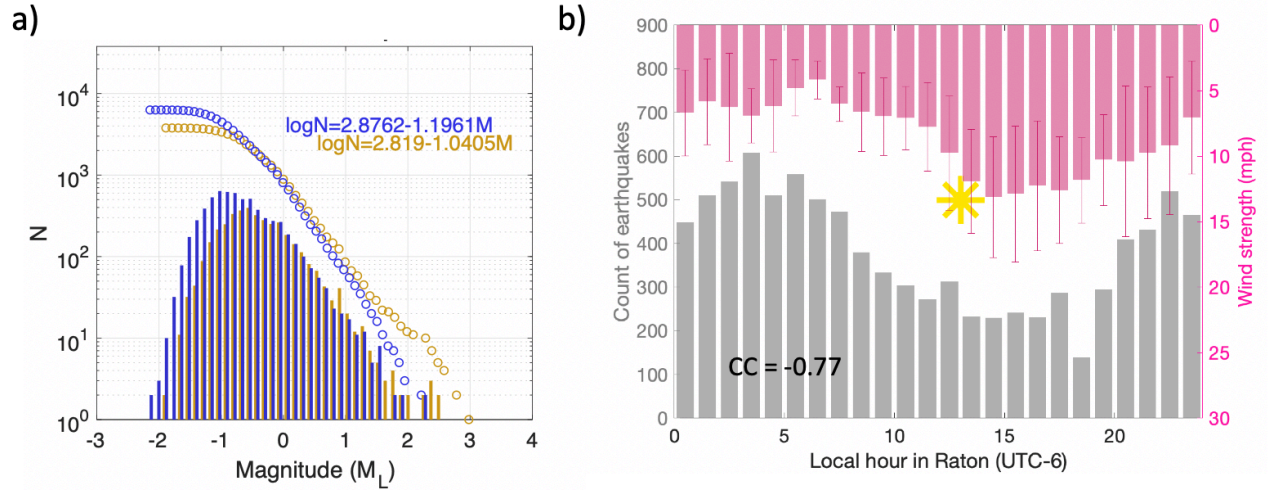 a)
10^4
10^3
10^2
10^1
10^0
N
-3 -2 -1 0 1 2 3 4
Magnitude (M_L)
logN=2.8762-1.1961M
logN=2.819-1.0405M
b)
900
800
700
600
500
400
300
200
100
0
Count of earthquakes
0 5 10 15 20
Local hour in Raton (UTC-6)
CC = -0.77
0
5
10
15
20
25
30
Wind strength (mph)